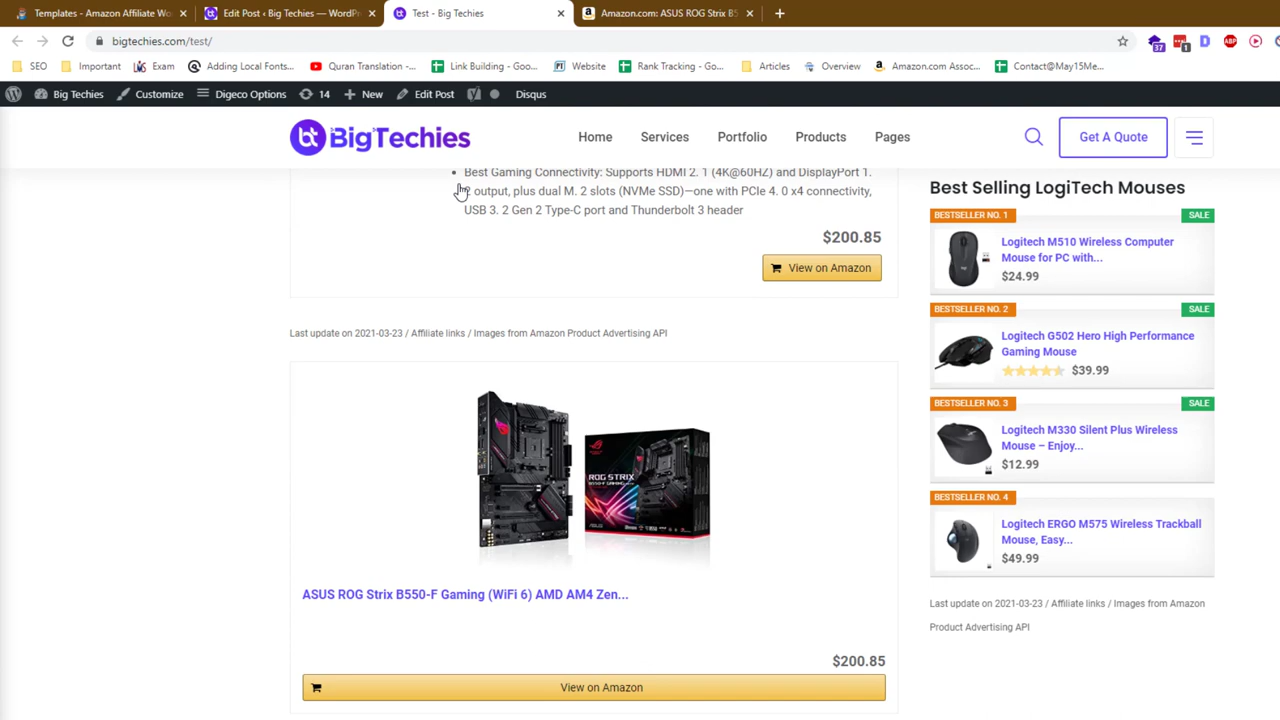 Templates - Amazon Affiliate Wo
Edit Post ‹ Big Techies — WordPr
Test - Big Techies
Amazon.com: ASUS ROG Strix B5
bigtechies.com/test/
37
1
ABP
SEO
Important
Exam
Adding Local Fonts...
Quran Translation -...
Link Building - Goo...
Website
Rank Tracking - Go...
Articles
Overview
Amazon.com Assoc...
Contact@May15Me...
Big Techies
Customize
Digeco Options
14
New
Edit Post
Disqus
BigTechies
Home
Services
Portfolio
Products
Pages
Get A Quote
Best Gaming Connectivity: Supports HDMI 2. 1 (4K@60HZ) and DisplayPort 1.
2 output, plus dual M. 2 slots (NVMe SSD)—one with PCIe 4. 0 x4 connectivity,
USB 3. 2 Gen 2 Type-C port and Thunderbolt 3 header
$200.85
View on Amazon
Last update on 2021-03-23 / Affiliate links / Images from Amazon Product Advertising API
ROG STRIX
B550-F GAMING
ASUS ROG Strix B550-F Gaming (WiFi 6) AMD AM4 Zen...
$200.85
View on Amazon
Best Selling LogiTech Mouses
BESTSELLER NO. 1
SALE
Logitech M510 Wireless Computer
Mouse for PC with...
$24.99
BESTSELLER NO. 2
SALE
Logitech G502 Hero High Performance
Gaming Mouse
$39.99
BESTSELLER NO. 3
SALE
Logitech M330 Silent Plus Wireless
Mouse – Enjoy...
$12.99
BESTSELLER NO. 4
Logitech ERGO M575 Wireless Trackball
Mouse, Easy...
$49.99
Last update on 2021-03-23 / Affiliate links / Images from Amazon
Product Advertising API